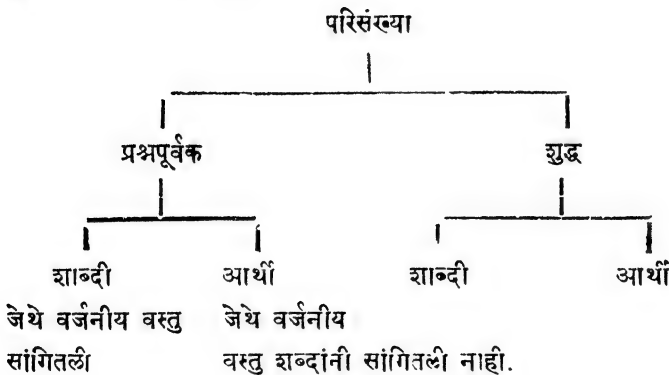 परिसंख्या
प्रश्नपूर्वक शुद्ध
शाब्दी आर्थी शाब्दी आर्थी
जेथे वर्जनीय वस्तु जेथे वर्जनीय
सांगितली वस्तु शब्दांनी सांगितली नाही.